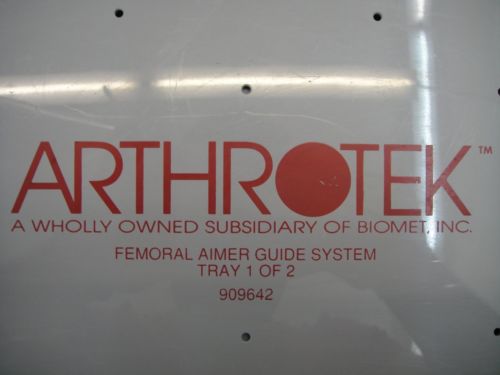 ARTHROTEK™
A WHOLLY OWNED SUBSIDIARY OF BIOMET, INC.
FEMORAL AIMER GUIDE SYSTEM
TRAY 1 OF 2
909642